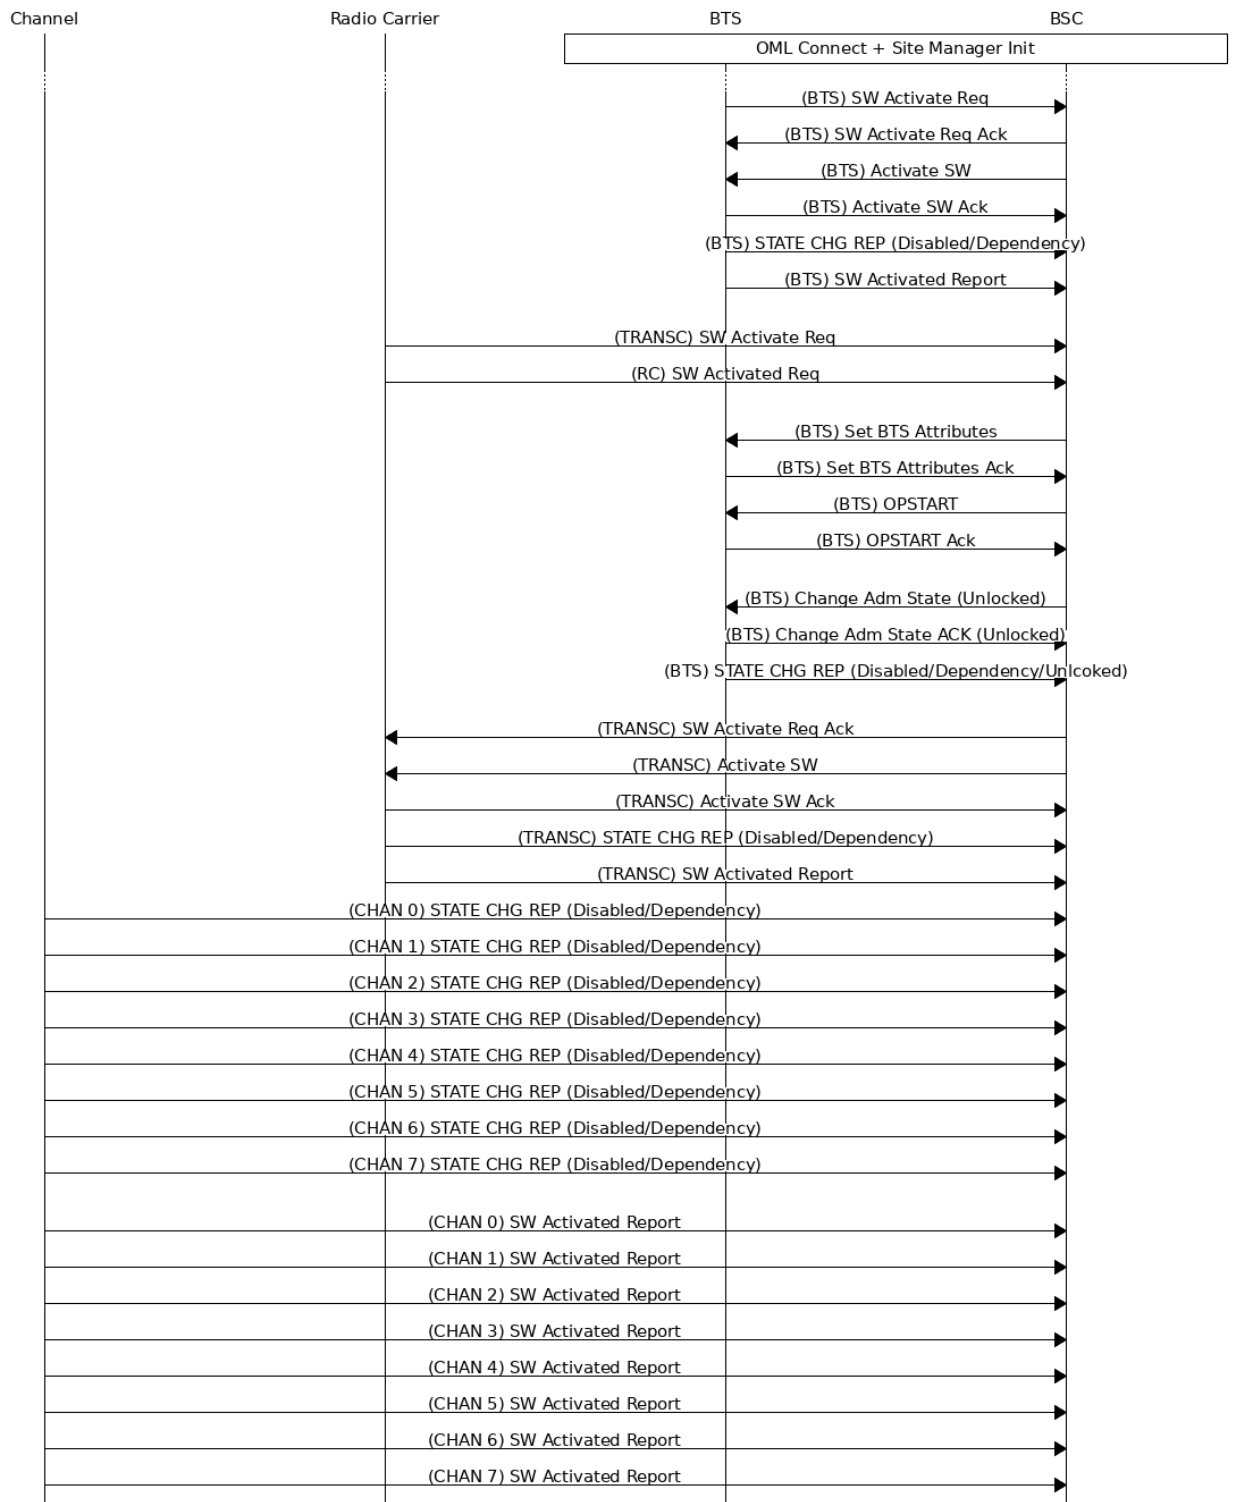 Channel Radio Carrier BTS BSC
OML Connect + Site Manager Init
(BTS) SW Activate Req
(BTS) SW Activate Req Ack
(BTS) Activate SW
(BTS) Activate SW Ack
(BTS) STATE CHG REP (Disabled/Dependency)
(BTS) SW Activated Report
(TRANSC) SW Activate Req
(RC) SW Activated Req
(BTS) Set BTS Attributes
(BTS) Set BTS Attributes Ack
(BTS) OPSTART
(BTS) OPSTART Ack
(BTS) Change Adm State (Unlocked)
(BTS) Change Adm State ACK (Unlocked)
(BTS) STATE CHG REP (Disabled/Dependency/Unlcoked)
(TRANSC) SW Activate Req Ack
(TRANSC) Activate SW
(TRANSC) Activate SW Ack
(TRANSC) STATE CHG REP (Disabled/Dependency)
(TRANSC) SW Activated Report
(CHAN 0) STATE CHG REP (Disabled/Dependency)
(CHAN 1) STATE CHG REP (Disabled/Dependency)
(CHAN 2) STATE CHG REP (Disabled/Dependency)
(CHAN 3) STATE CHG REP (Disabled/Dependency)
(CHAN 4) STATE CHG REP (Disabled/Dependency)
(CHAN 5) STATE CHG REP (Disabled/Dependency)
(CHAN 6) STATE CHG REP (Disabled/Dependency)
(CHAN 7) STATE CHG REP (Disabled/Dependency)
(CHAN 0) SW Activated Report
(CHAN 1) SW Activated Report
(CHAN 2) SW Activated Report
(CHAN 3) SW Activated Report
(CHAN 4) SW Activated Report
(CHAN 5) SW Activated Report
(CHAN 6) SW Activated Report
(CHAN 7) SW Activated Report